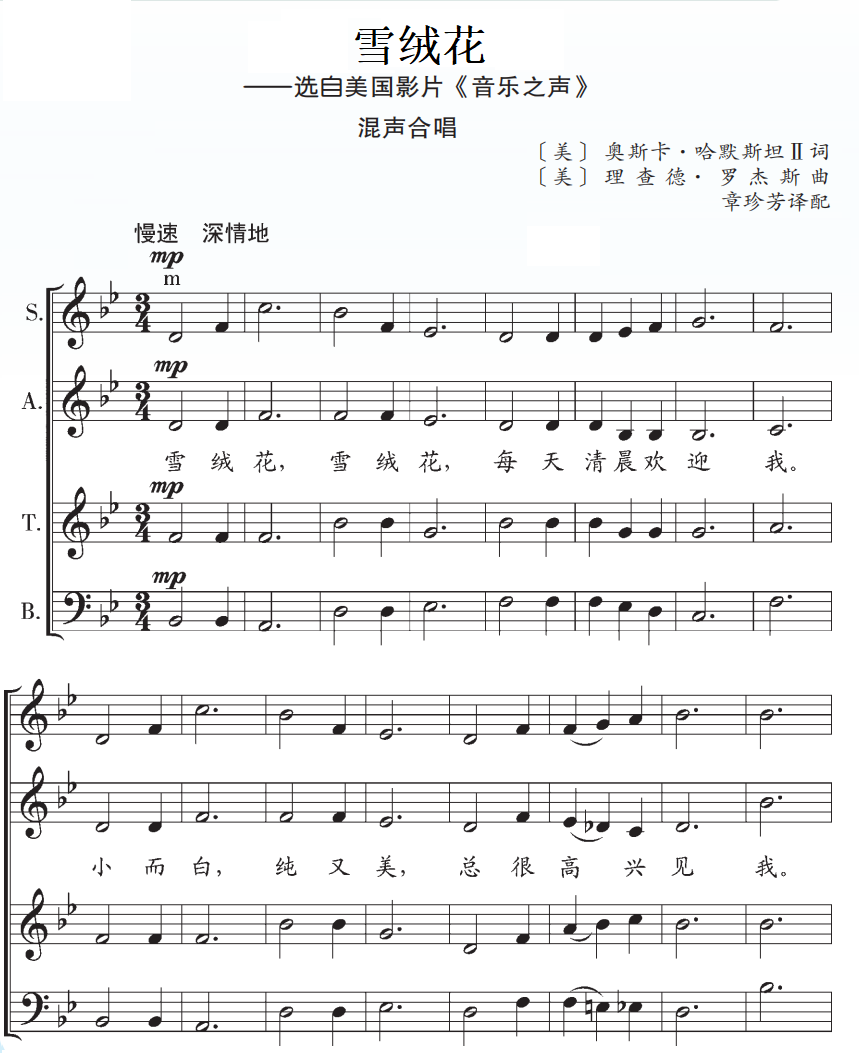 雪绒花
——选自美国影片《音乐之声》
混声合唱
〔美〕 奥斯卡·哈默斯坦Ⅱ词
〔美〕 理查德· 罗杰斯曲
章珍芳译配
慢速 深情地
mp
m
S.
3/4
mp
A.
3/4
雪 绒 花， 雪 绒 花， 每 天 清 晨 欢 迎 我。
mp
T.
3/4
mp
B.
3/4
小 而 白， 纯 又 美， 总 很 高 兴 见 我。